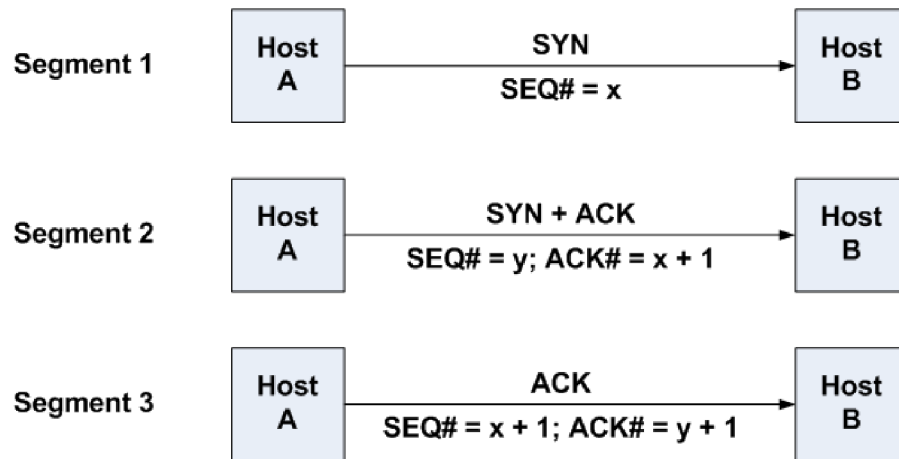 Segment 1
Host
A
SYN
SEQ# = x
Host
B
Segment 2
Host
A
SYN + ACK
SEQ# = y; ACK# = x + 1
Host
B
Segment 3
Host
A
ACK
SEQ# = x + 1; ACK# = y + 1
Host
B